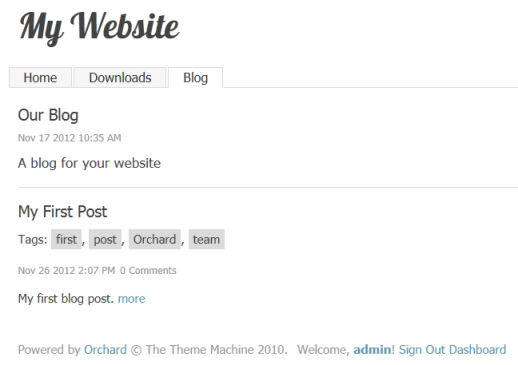 My Website
Home Downloads Blog
Our Blog
Nov 17 2012 10:35 AM
A blog for your website
My First Post
Tags: first , post , Orchard , team
Nov 26 2012 2:07 PM 0 Comments
My first blog post. more
Powered by Orchard © The Theme Machine 2010. Welcome, admin! Sign Out Dashboard